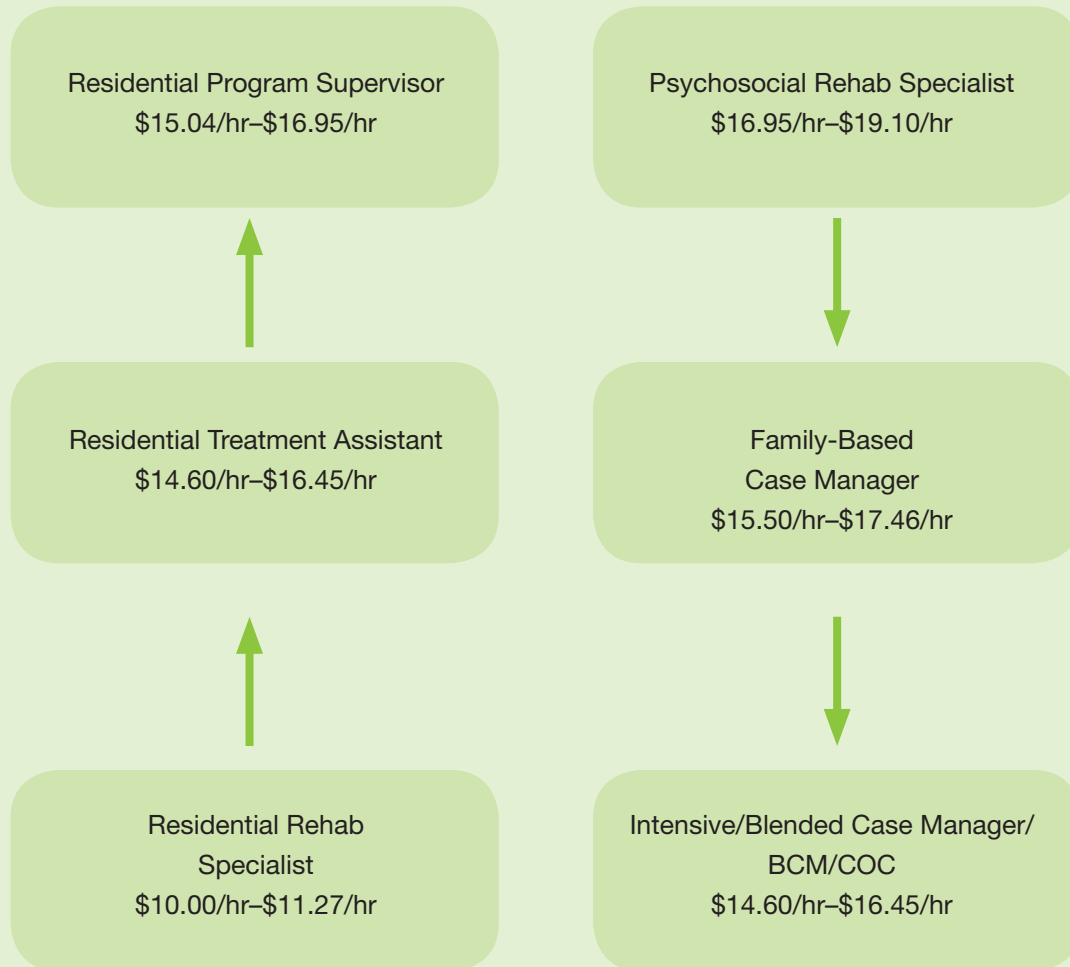 Residential Program Supervisor
$15.04/hr–$16.95/hr
Residential Treatment Assistant
$14.60/hr–$16.45/hr
Residential Rehab
Specialist
$10.00/hr–$11.27/hr
Psychosocial Rehab Specialist
$16.95/hr–$19.10/hr
Family-Based
Case Manager
$15.50/hr–$17.46/hr
Intensive/Blended Case Manager/
BCM/COC
$14.60/hr–$16.45/hr